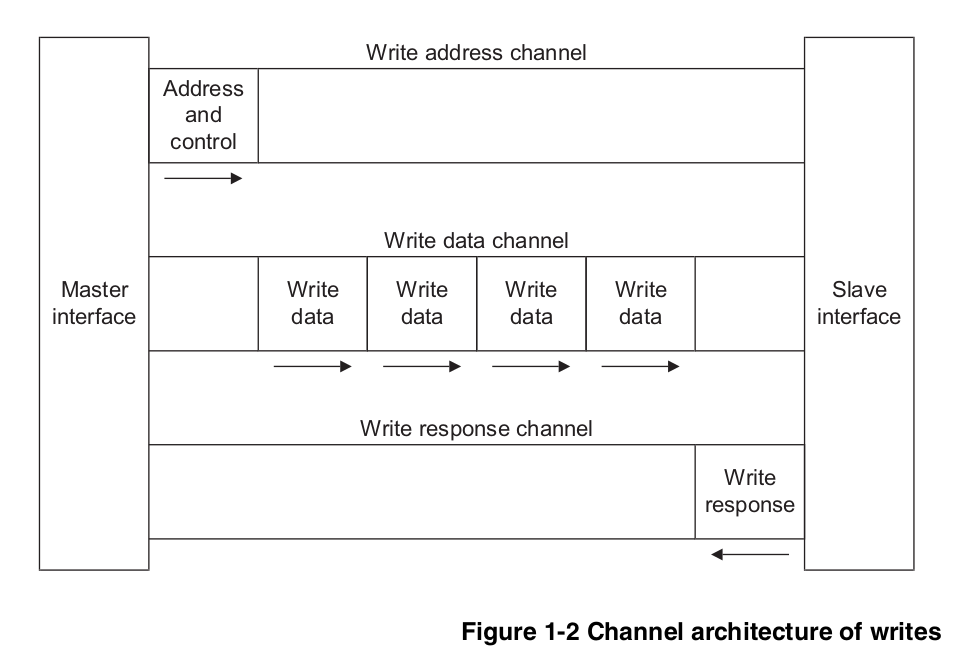 Write address channel
Address
and
control
Write data channel
Master
interface
Write
data
Write
data
Write
data
Write
data
Slave
interface
Write response channel
Write
response
Figure 1-2 Channel architecture of writes